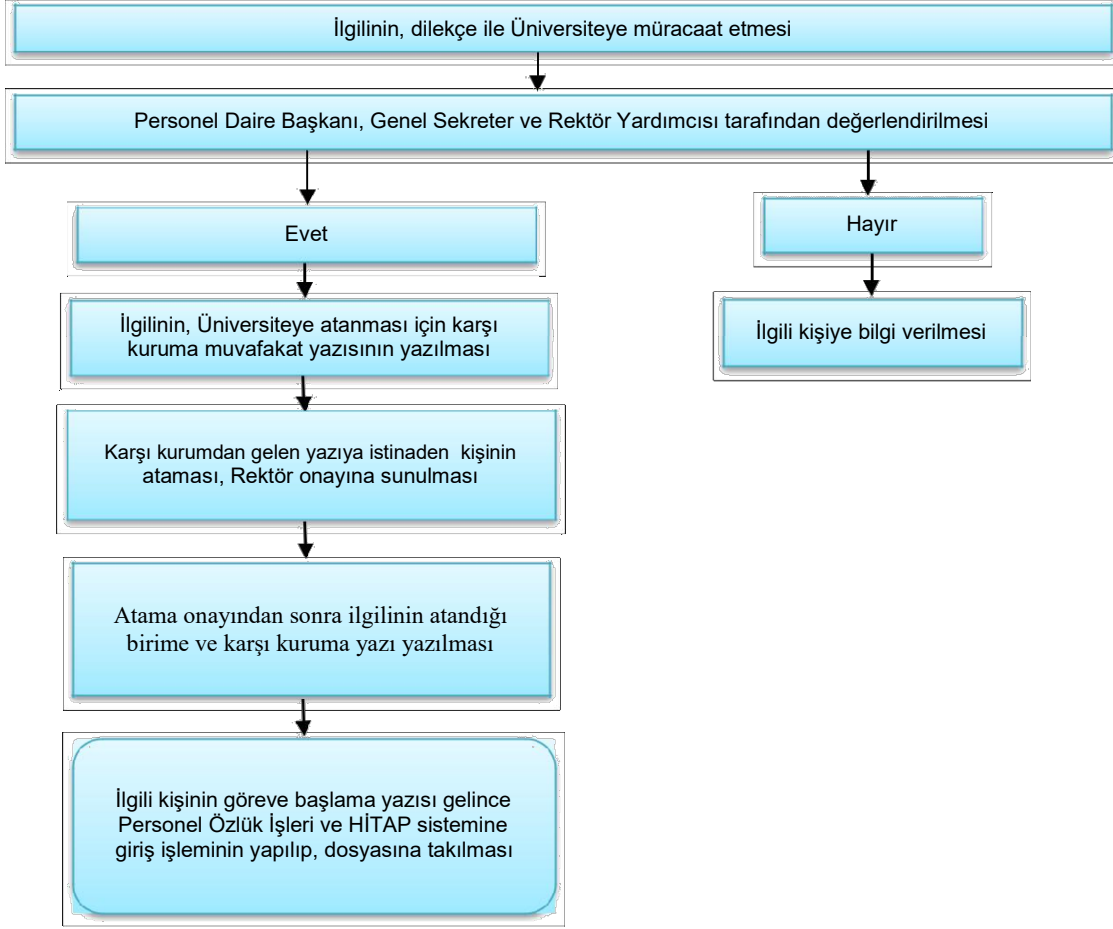 İlgilinin, dilekçe ile Üniversiteye müracaat etmesi
Personel Daire Başkanı, Genel Sekreter ve Rektör Yardımcısı tarafından değerlendirilmesi
Evet
Hayır
İlgilinin, Üniversiteye atanması için karşı
kuruma muvafakat yazısının yazılması
İlgili kişiye bilgi verilmesi
Karşı kurumdan gelen yazıya istinaden kişinin
ataması, Rektör onayına sunulması
Atama onayından sonra ilgilinin atandığı
birime ve karşı kuruma yazı yazılması
İlgili kişinin göreve başlama yazısı gelince
Personel Özlük İşleri ve HİTAP sistemine
giriş işleminin yapılıp, dosyasına takılması